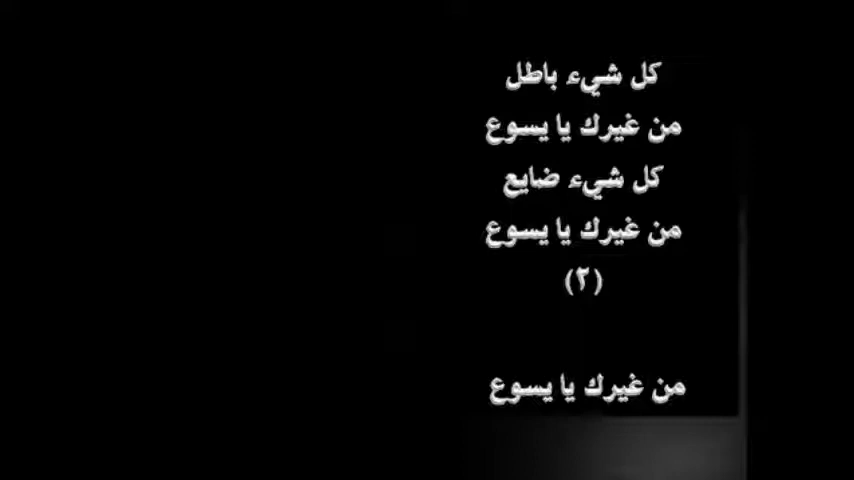 كل شيء باطل
من غيرك يا يسوع
كل شيء ضايع
من غيرك يا يسوع
(٢)
من غيرك يا يسوع